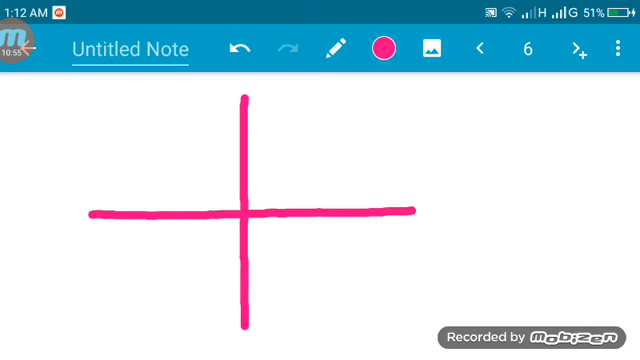 1:12 AM H G 51%
10:55
Untitled Note
6
Recorded by mobizen